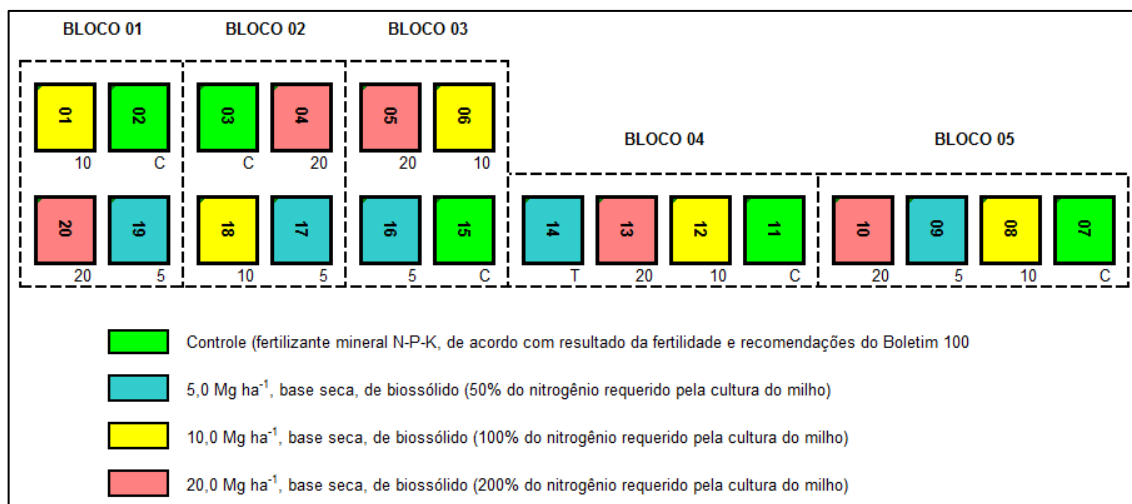 BLOCO 01 BLOCO 02 BLOCO 03
01 02 03 04 05 06
10 C C 20 20 10
BLOCO 04 BLOCO 05
20 19 18 17 16 15 14 13 12 11 10 09 08 07
20 5 10 5 5 C T 20 10 C 20 5 10 C
Controle (fertilizante mineral N-P-K, de acordo com resultado da fertilidade e recomendações do Boletim 100
5,0 Mg ha⁻¹, base seca, de biossólido (50% do nitrogênio requerido pela cultura do milho)
10,0 Mg ha⁻¹, base seca, de biossólido (100% do nitrogênio requerido pela cultura do milho)
20,0 Mg ha⁻¹, base seca, de biossólido (200% do nitrogênio requerido pela cultura do milho)